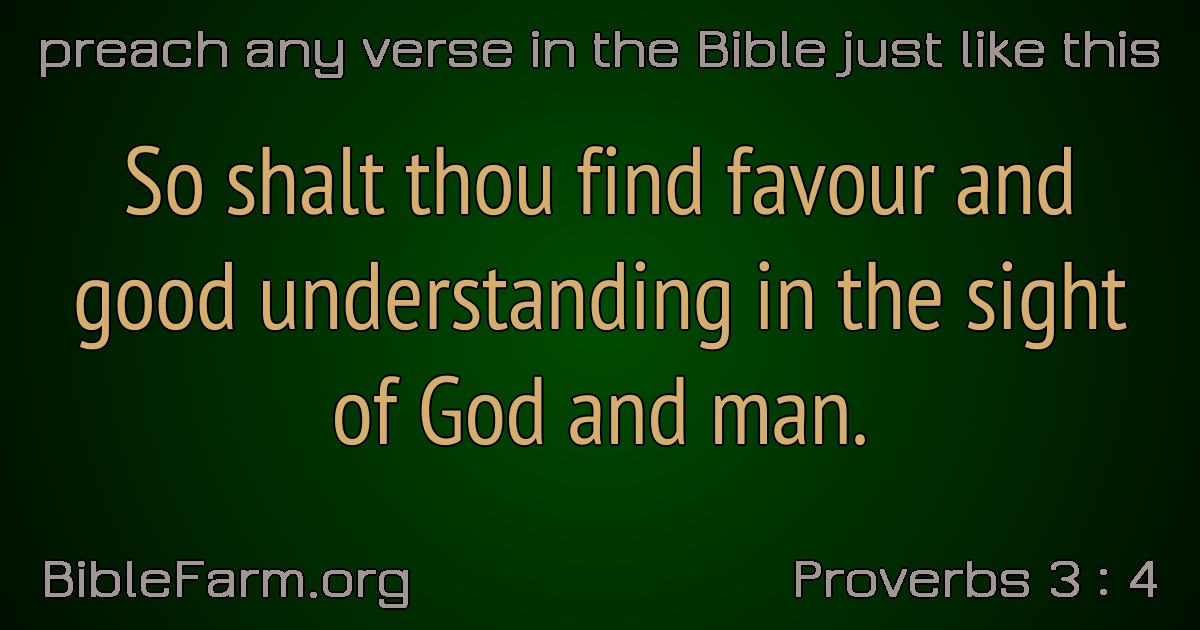 preach any verse in the Bible just like this
So shalt thou find favour and
good understanding in the sight
of God and man.
BibleFarm.org
Proverbs 3 : 4